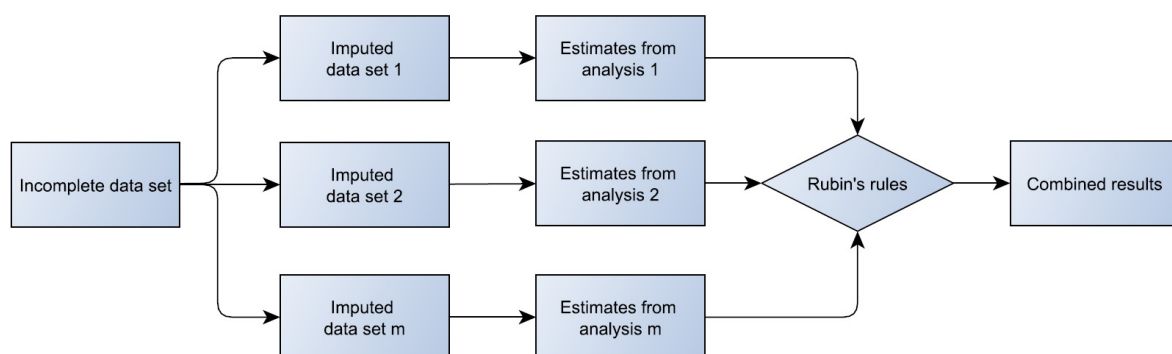 Imputed
data set 1
Estimates from
analysis 1
Incomplete data set
Imputed
data set 2
Estimates from
analysis 2
Rubin's rules
Combined results
Imputed
data set m
Estimates from
analysis m